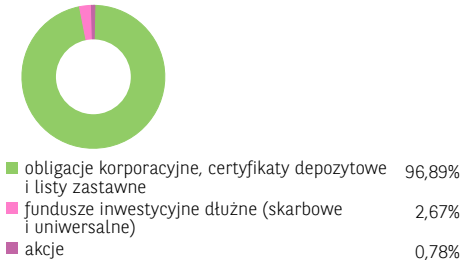 obligacje korporacyjne, certyfikaty depozytowe
i listy zastawne 96,89%
fundusze inwestycyjne dłużne (skarbowe
i uniwersalne) 2,67%
akcje 0,78%